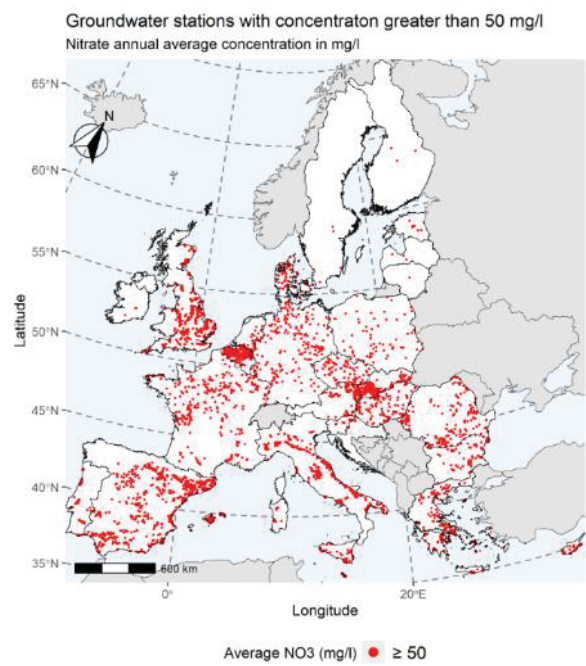 Groundwater stations with concentraton greater than 50 mg/l
Nitrate annual average concentration in mg/l
N
65°N
60°N
55°N
50°N
45°N
40°N
35°N
Latitude
600 km
0°
20°E
Longitude
Average NO3 (mg/l) ≥ 50